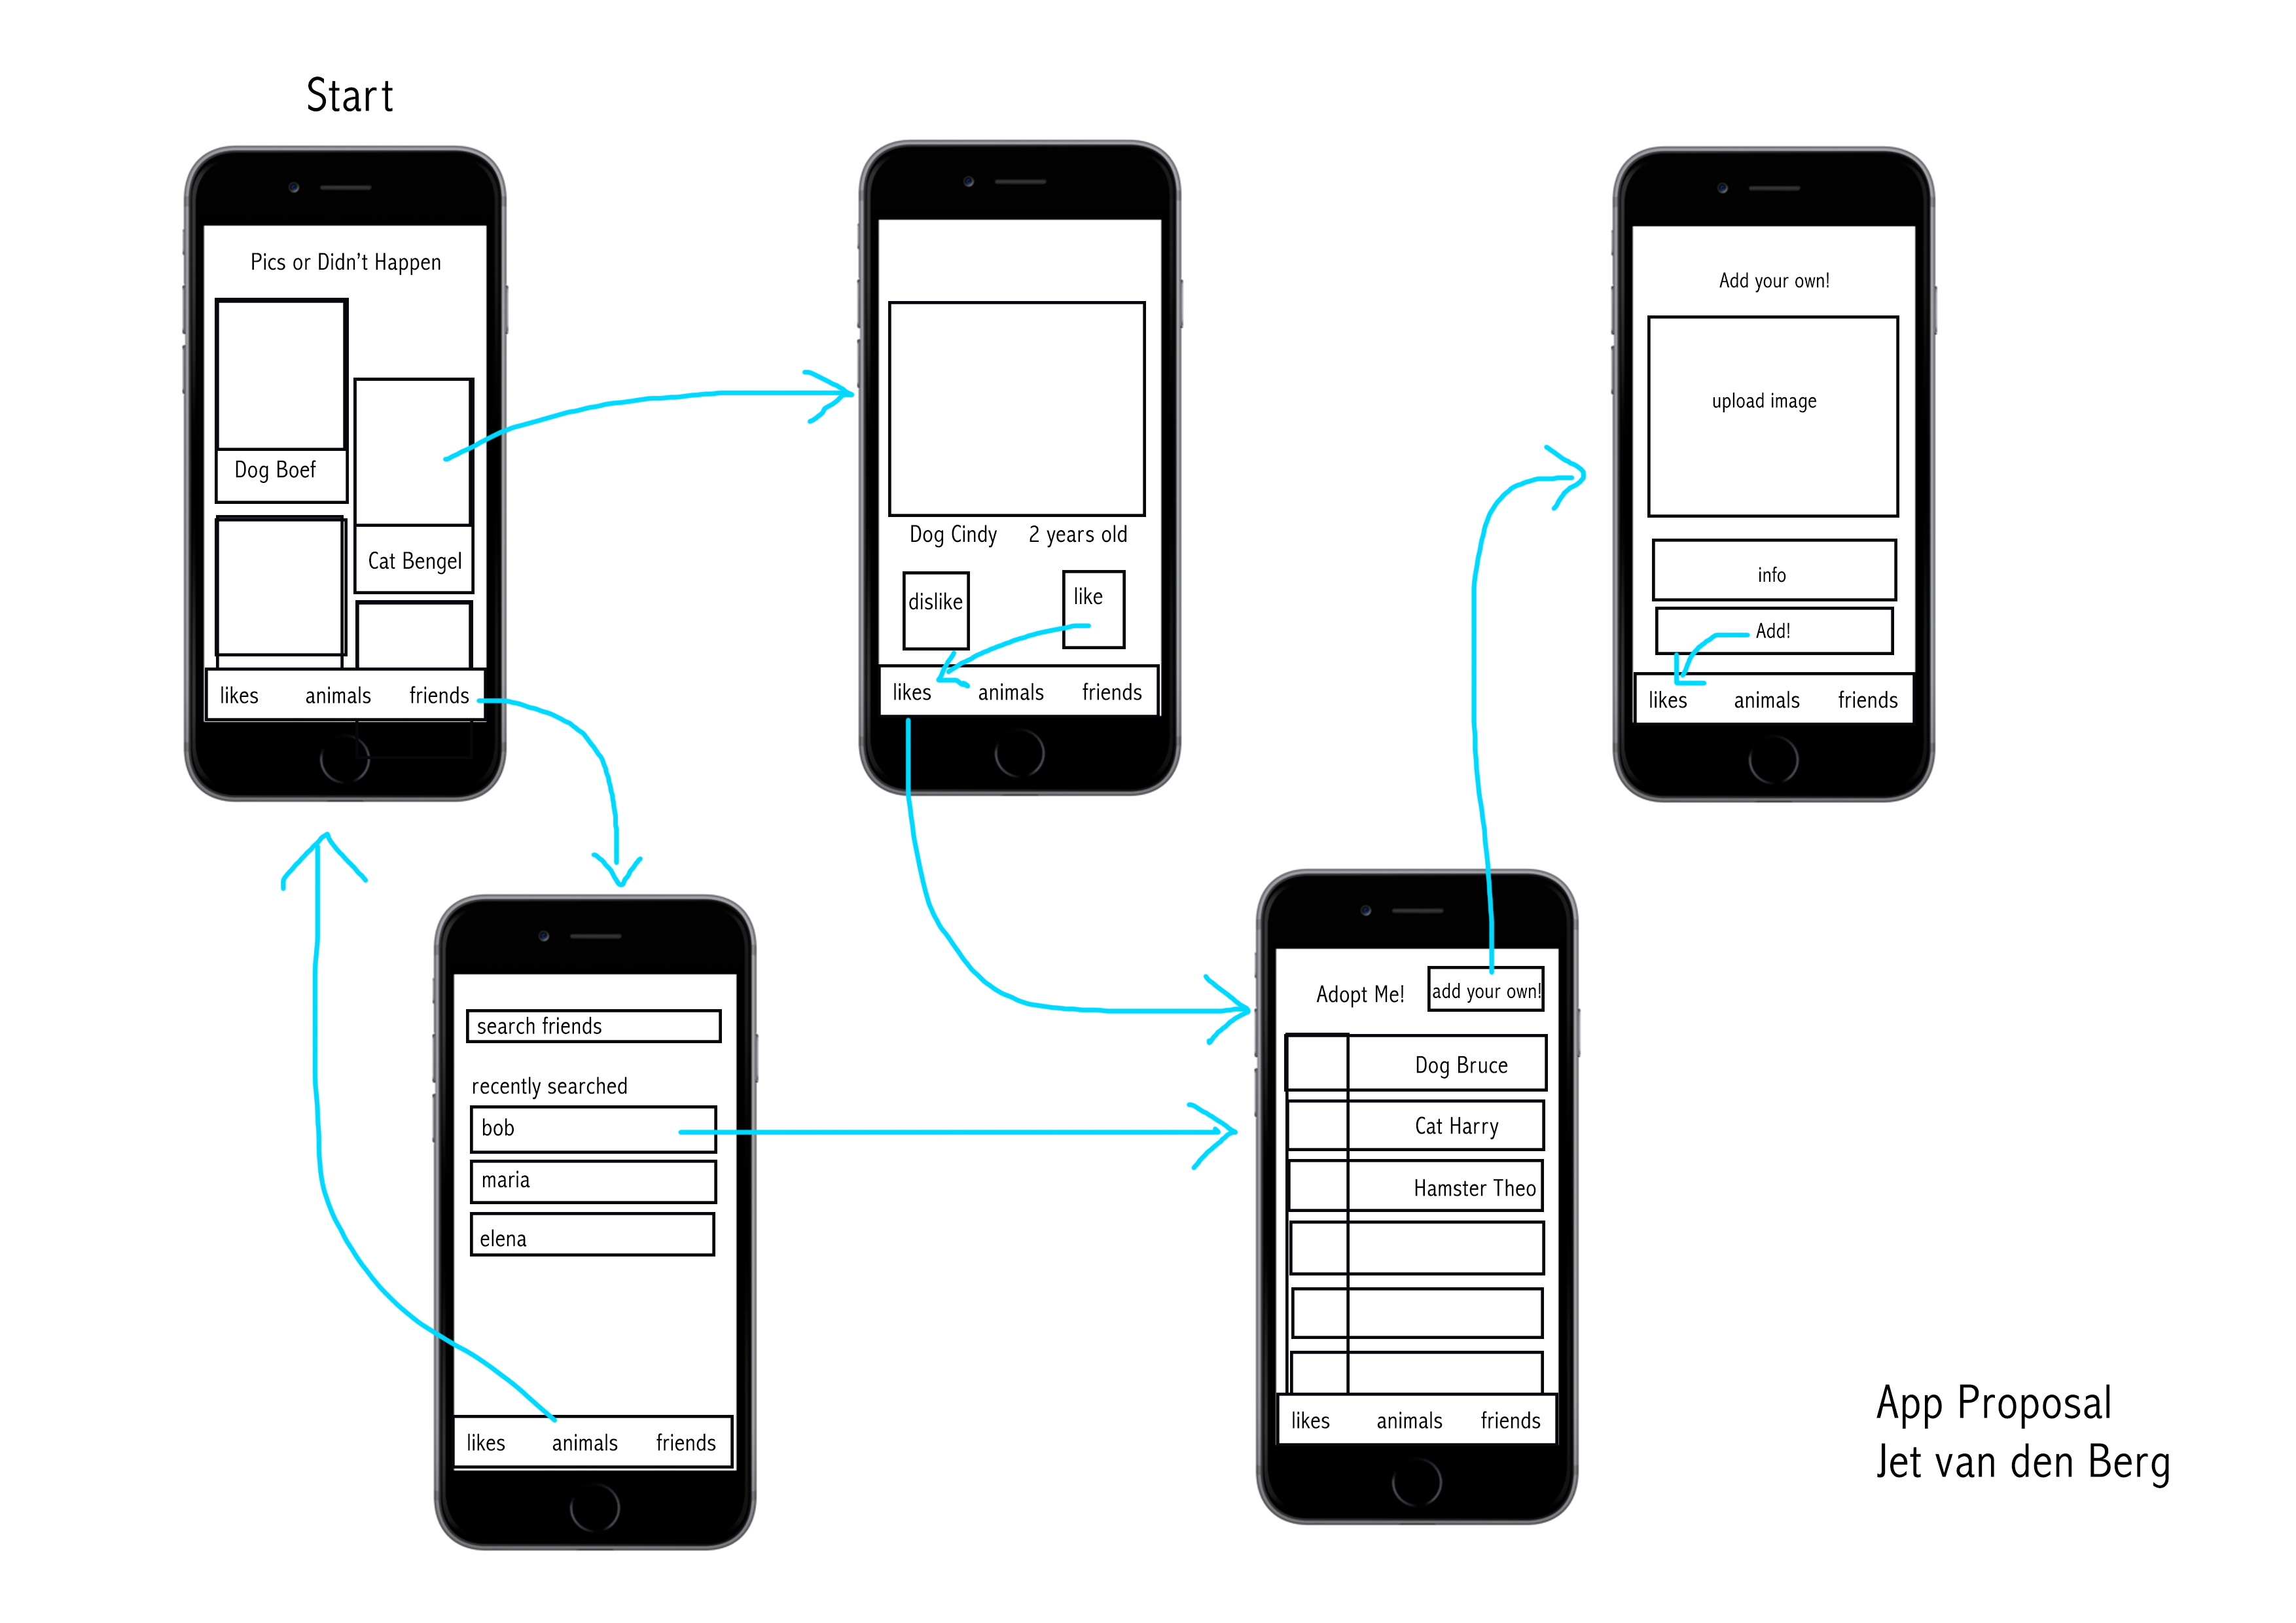 Start
Pics or Didn't Happen
Dog Boef
Cat Bengel
likes animals friends
Dog Cindy 2 years old
dislike
like
likes animals friends
Add your own!
upload image
info
Add!
likes animals friends
search friends
recently searched
bob
maria
elena
likes animals friends
Adopt Me!
add your own!
Dog Bruce
Cat Harry
Hamster Theo
likes animals friends
App Proposal
Jet van den Berg